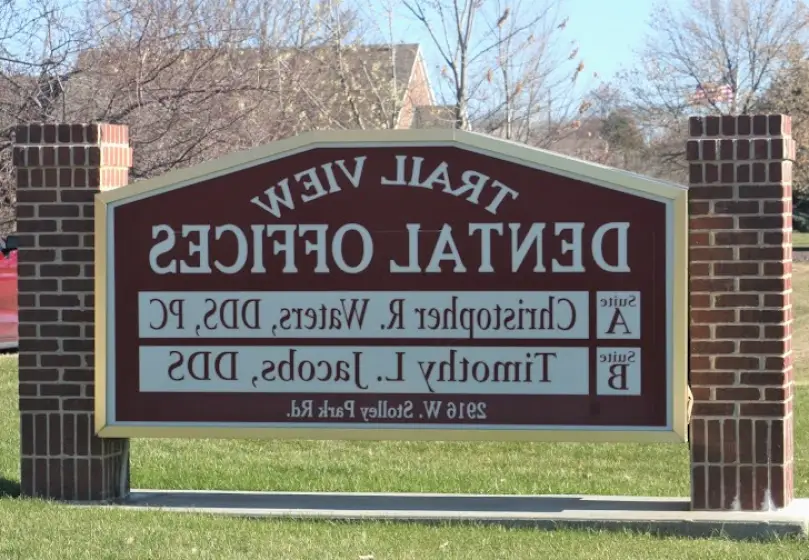 TRAIL VIEW
DENTAL OFFICES
SUITE A Christopher R. Waters, DDS, PC
SUITE B Timothy L. Jacobs, DDS
2916 W. Stolley Park Rd.